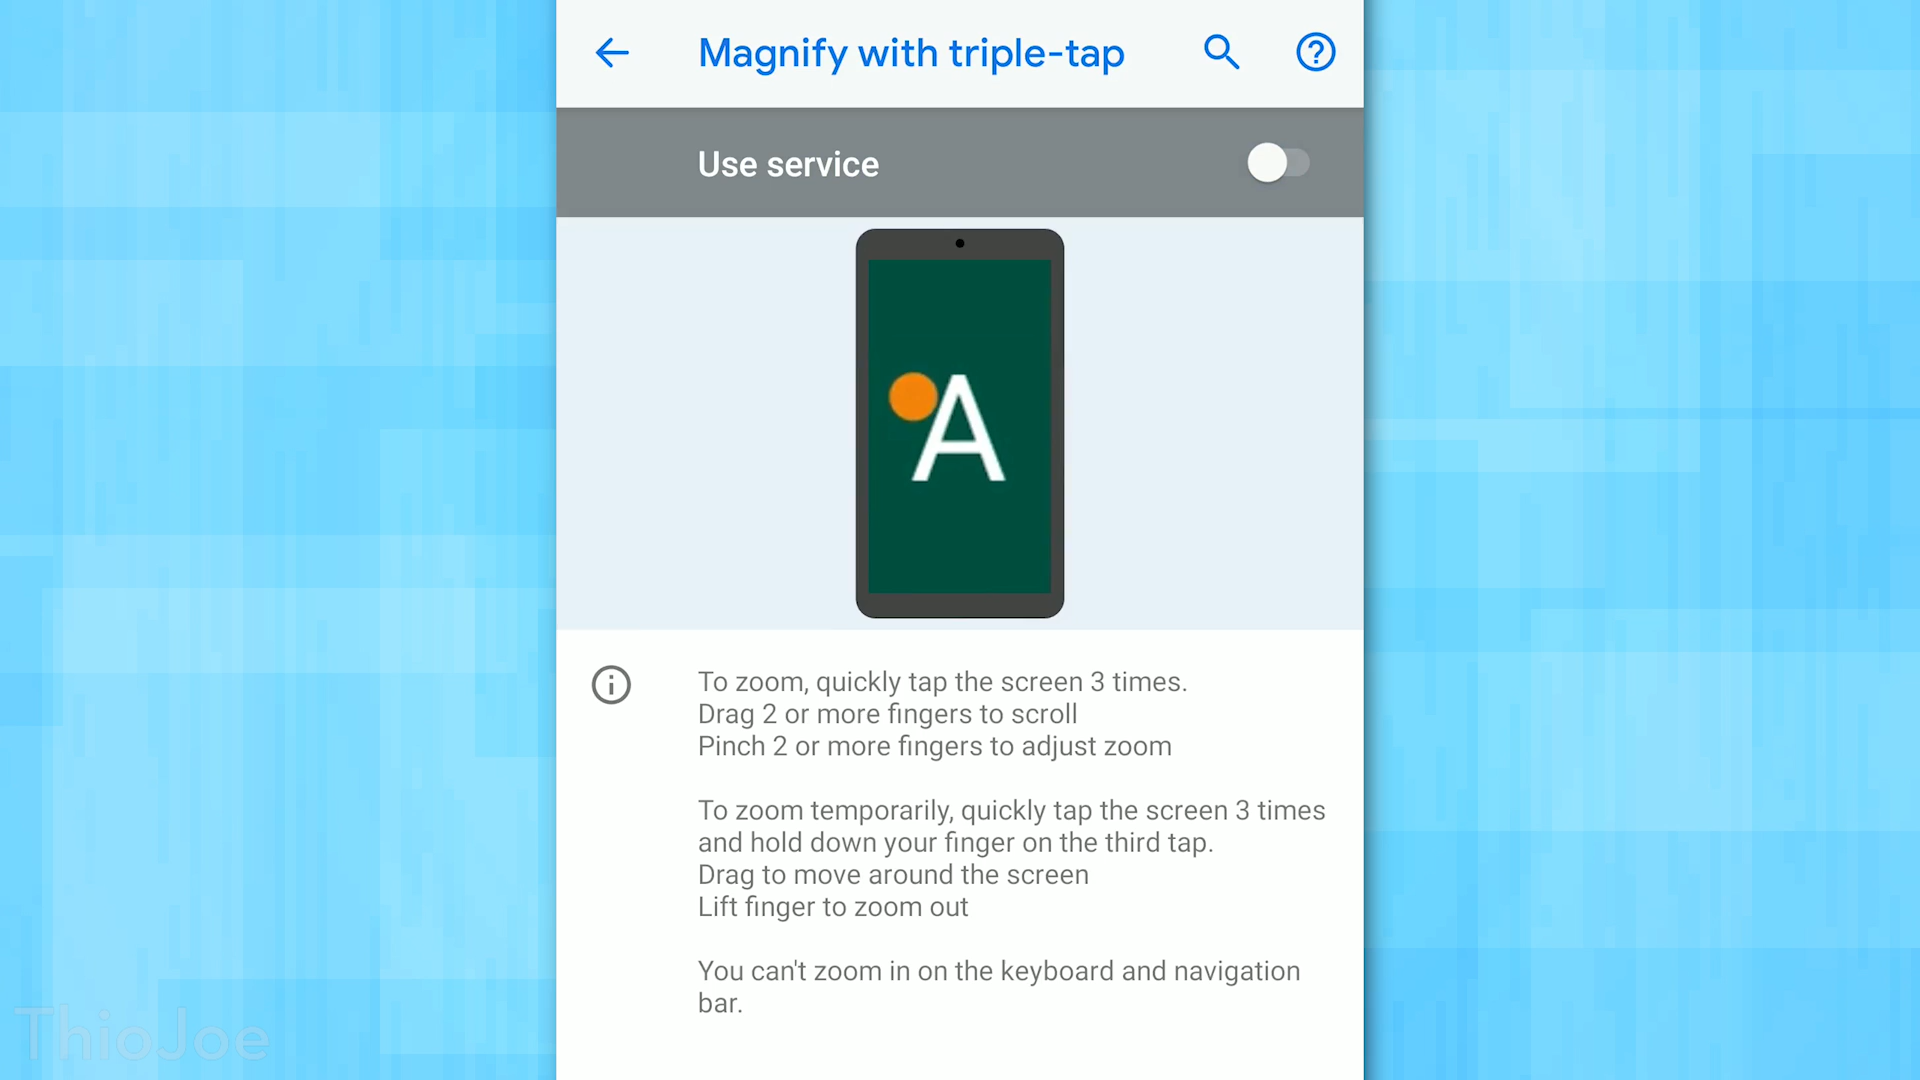 Magnify with triple-tap
Use service
A
To zoom, quickly tap the screen 3 times.
Drag 2 or more fingers to scroll
Pinch 2 or more fingers to adjust zoom
To zoom temporarily, quickly tap the screen 3 times
and hold down your finger on the third tap.
Drag to move around the screen
Lift finger to zoom out
You can't zoom in on the keyboard and navigation
bar.
ThioJoe